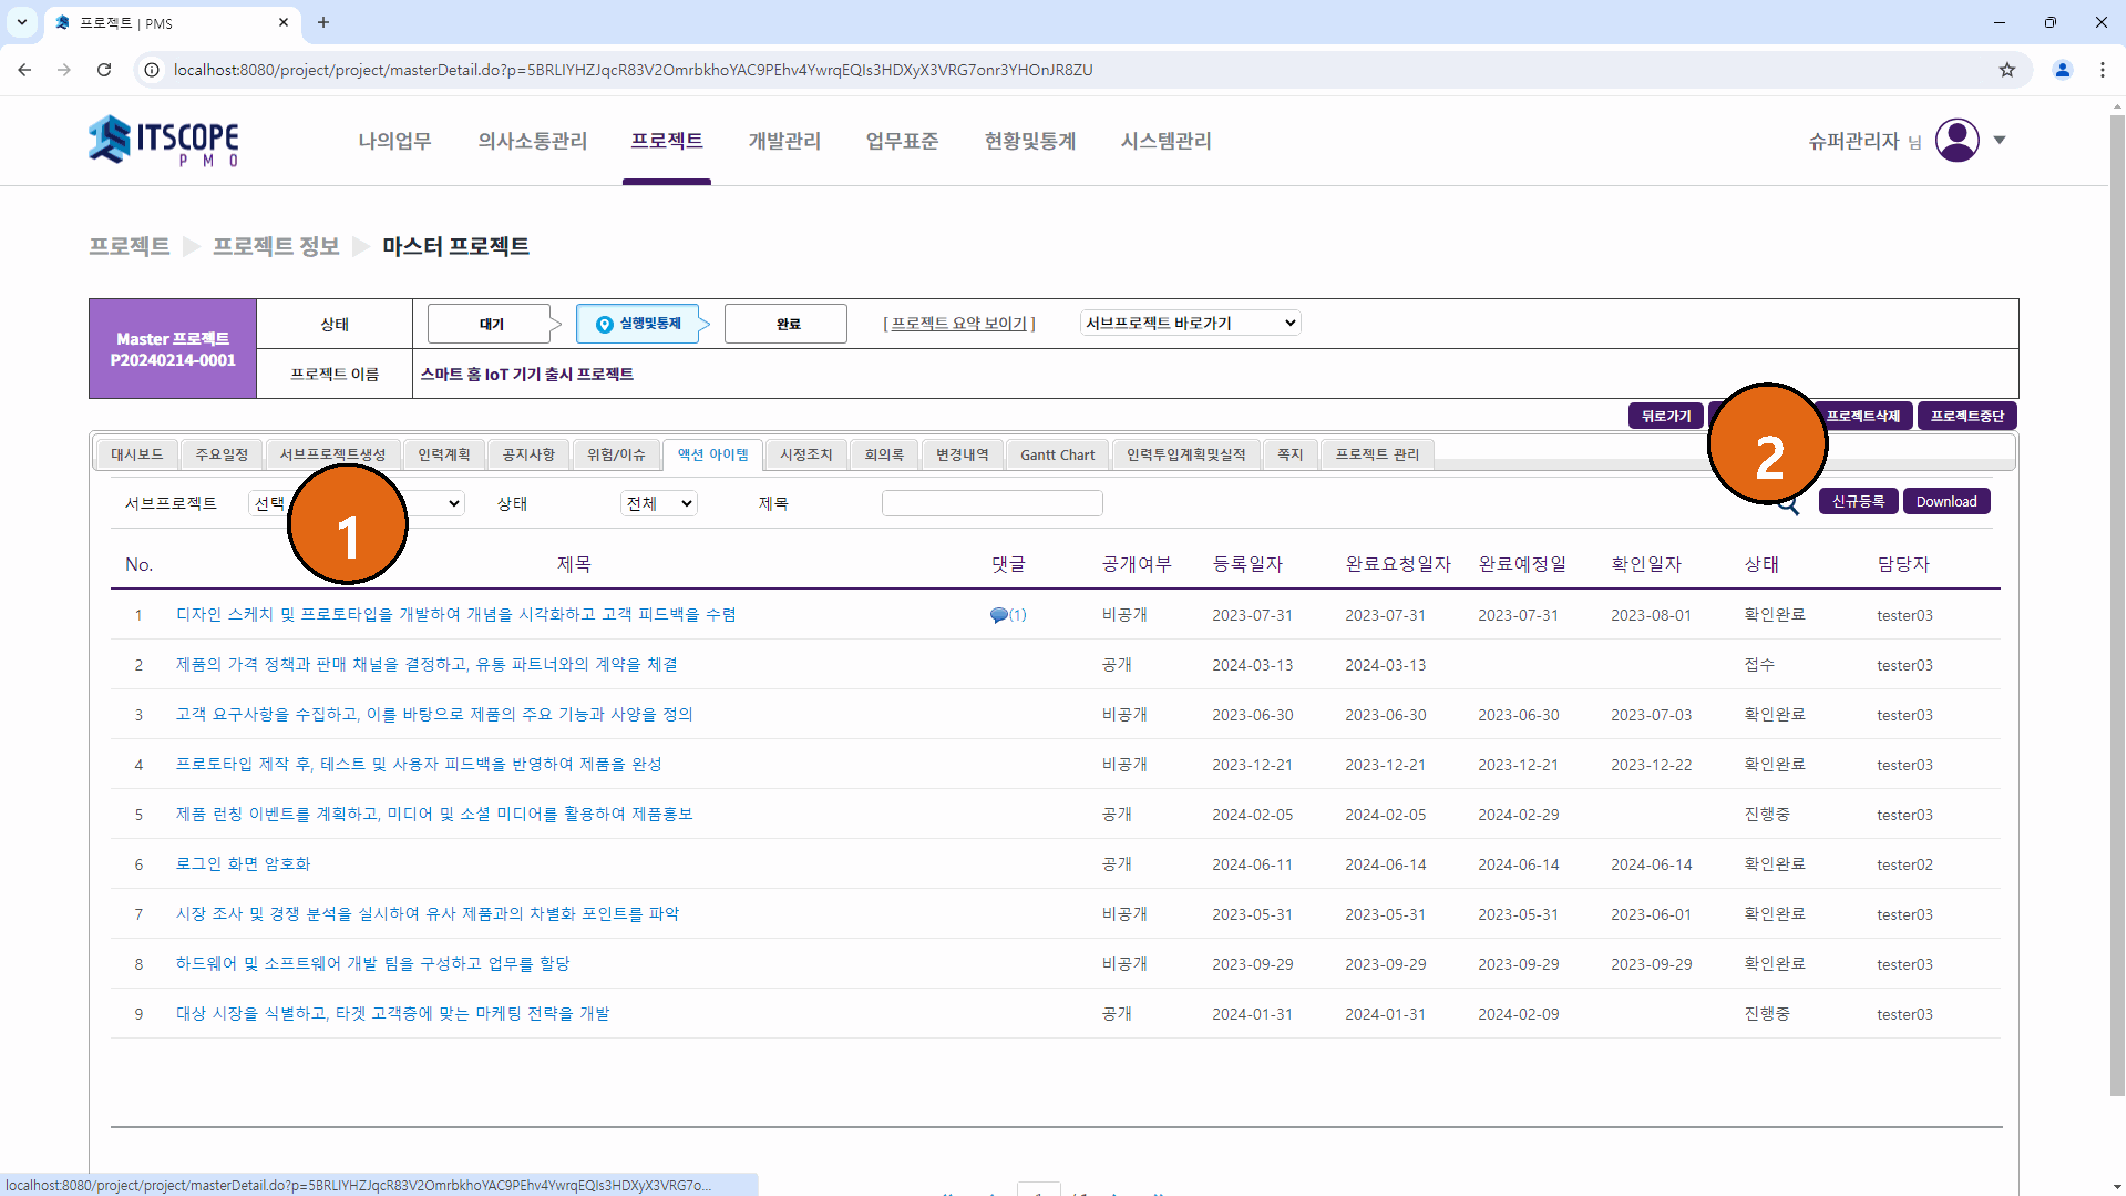 프로젝트 | PMS
localhost:8080/project/project/masterDetail.do?p=5BRLIYHZJqcR83V2OmrbkhoYAC9PEhv4YwrqEQIs3HDXyX3VRG7onr3YHOnJR8ZU
ITSCOPE
PMO
나의업무 의사소통관리 프로젝트 개발관리 업무표준 현황및통계 시스템관리 슈퍼관리자 님
프로젝트 프로젝트 정보 마스터 프로젝트
Master 프로젝트
P20240214-0001
상태 대기 실행및통제 완료 [ 프로젝트 요약 보이기 ] 서브프로젝트 바로가기
프로젝트 이름 스마트 홈 IoT 기기 출시 프로젝트
뒤로가기 프로젝트삭제 프로젝트중단
대시보드 주요일정 서브프로젝트생성 인력계획 공지사항 위험/이슈 액션 아이템 시정조치 회의록 변경내역 Gantt Chart 인력투입계획및실적 쪽지 프로젝트 관리
1
2
서브프로젝트 선택 상태 전체 제목 신규등록 Download
No. 제목 댓글 공개여부 등록일자 완료요청일자 완료예정일 확인일자 상태 담당자
1 디자인 스케치 및 프로토타입을 개발하여 개념을 시각화하고 고객 피드백을 수렴 (1) 비공개 2023-07-31 2023-07-31 2023-07-31 2023-08-01 확인완료 tester03
2 제품의 가격 정책과 판매 채널을 결정하고, 유통 파트너와의 계약을 체결 공개 2024-03-13 2024-03-13 접수 tester03
3 고객 요구사항을 수집하고, 이를 바탕으로 제품의 주요 기능과 사양을 정의 비공개 2023-06-30 2023-06-30 2023-06-30 2023-07-03 확인완료 tester03
4 프로토타입 제작 후, 테스트 및 사용자 피드백을 반영하여 제품을 완성 비공개 2023-12-21 2023-12-21 2023-12-21 2023-12-22 확인완료 tester03
5 제품 런칭 이벤트를 계획하고, 미디어 및 소셜 미디어를 활용하여 제품홍보 공개 2024-02-05 2024-02-05 2024-02-29 진행중 tester03
6 로그인 화면 암호화 공개 2024-06-11 2024-06-14 2024-06-14 2024-06-14 확인완료 tester02
7 시장 조사 및 경쟁 분석을 실시하여 유사 제품과의 차별화 포인트를 파악 비공개 2023-05-31 2023-05-31 2023-05-31 2023-06-01 확인완료 tester03
8 하드웨어 및 소프트웨어 개발 팀을 구성하고 업무를 할당 비공개 2023-09-29 2023-09-29 2023-09-29 2023-09-29 확인완료 tester03
9 대상 시장을 식별하고, 타겟 고객층에 맞는 마케팅 전략을 개발 공개 2024-01-31 2024-01-31 2024-02-09 진행중 tester03
localhost:8080/project/project/masterDetail.do?p=5BRLIYHZJqcR83V2OmrbkhoYAC9PEhv4YwrqEQIs3HDXyX3VRG7o...